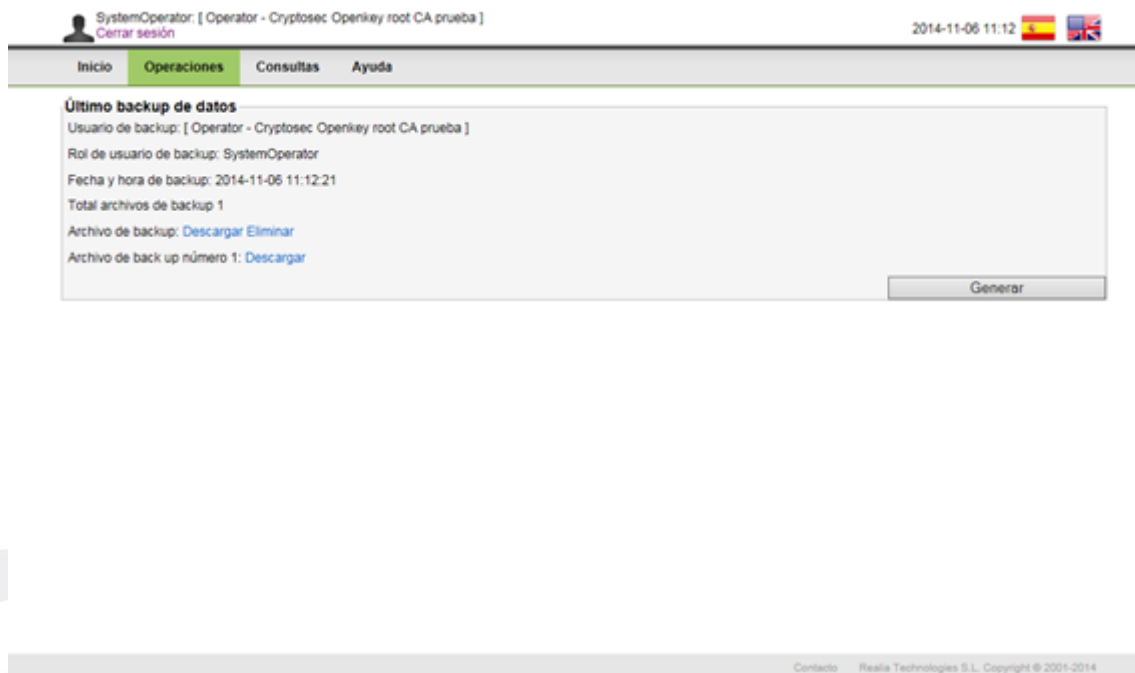 SystemOperator: [ Operator - Cryptosec Openkey root CA prueba ]
Cerrar sesión
2014-11-06 11:12
Inicio Operaciones Consultas Ayuda
Último backup de datos
Usuario de backup: [ Operator - Cryptosec Openkey root CA prueba ]
Rol de usuario de backup: SystemOperator
Fecha y hora de backup: 2014-11-06 11:12:21
Total archivos de backup 1
Archivo de backup: Descargar Eliminar
Archivo de back up número 1: Descargar
Generar
Contacto Realia Technologies S.L. Copyright © 2001-2014